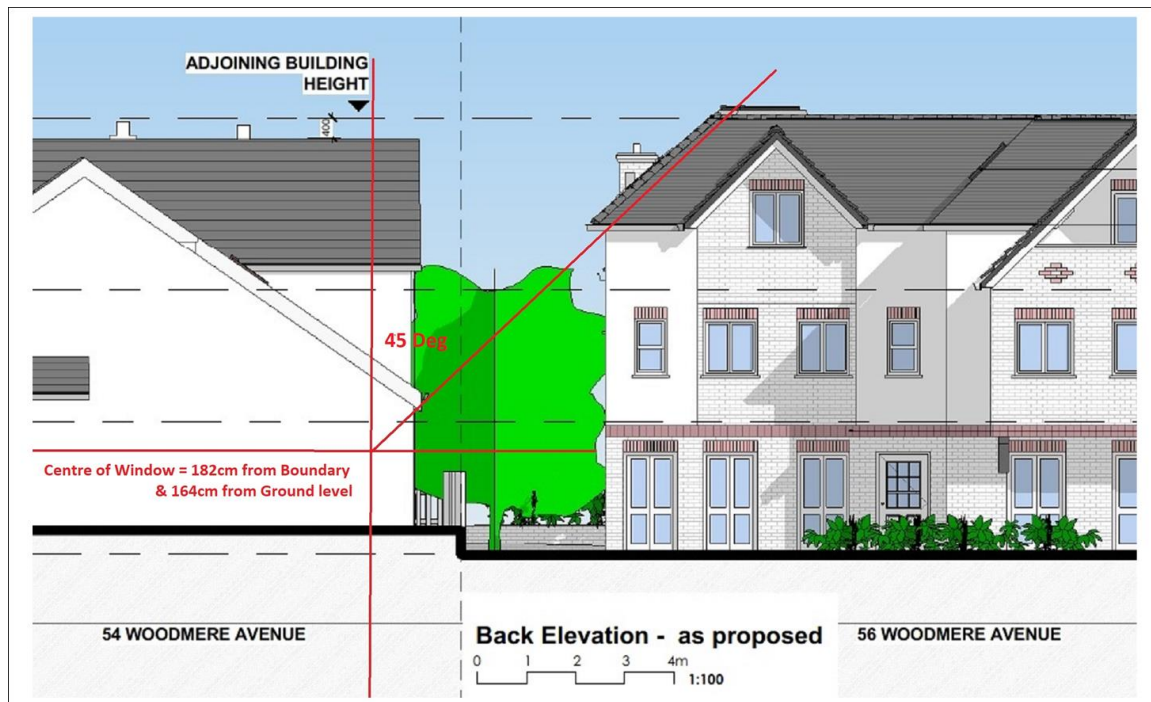 ADJOINING BUILDING
HEIGHT
400
45 Deg
Centre of Window = 182cm from Boundary
& 164cm from Ground level
54 WOODMERE AVENUE
Back Elevation - as proposed
56 WOODMERE AVENUE
0 1 2 3 4m
1:100